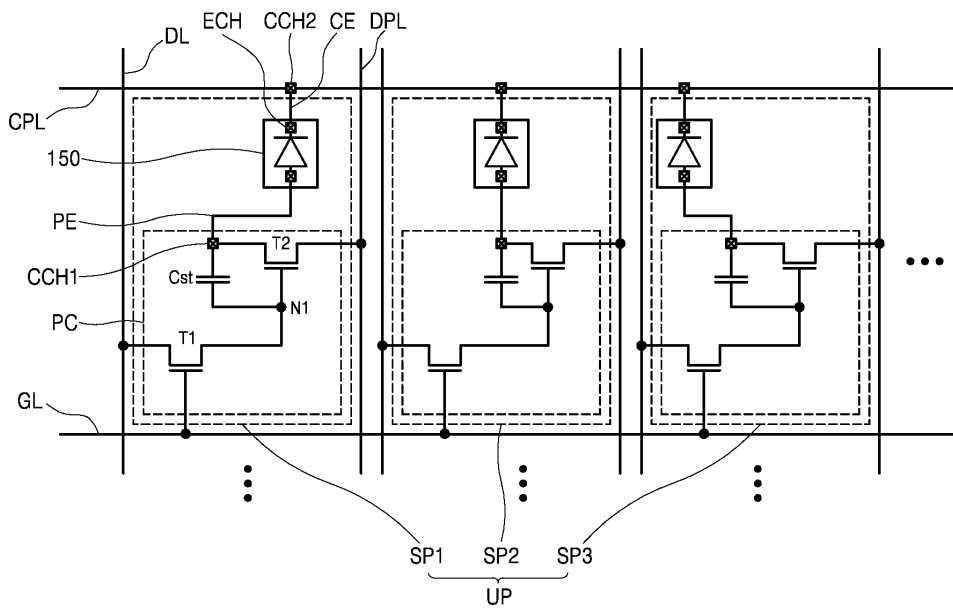 ECH CCH2 CE DPL
DL
CPL
150
PE
T2
CCH1
Cst
N1
PC
T1
GL
SP1 SP2 SP3
UP